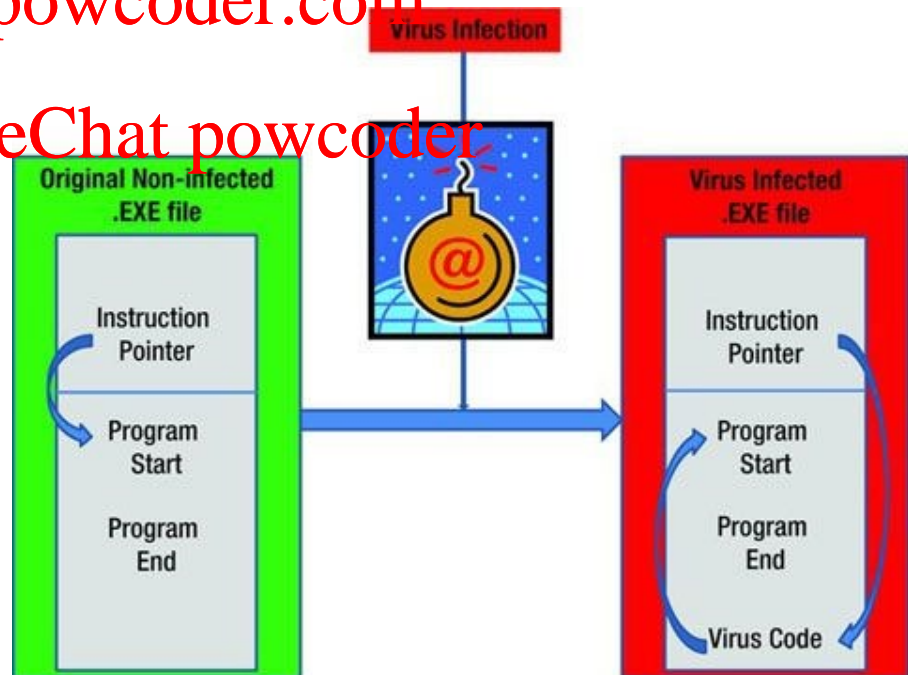 powcoder.com
Virus Infection
eChat powcoder
Original Non-infected
.EXE file
Instruction
Pointer
Program
Start
Program
End
@
Virus Infected
.EXE file
Instruction
Pointer
Program
Start
Program
End
Virus Code